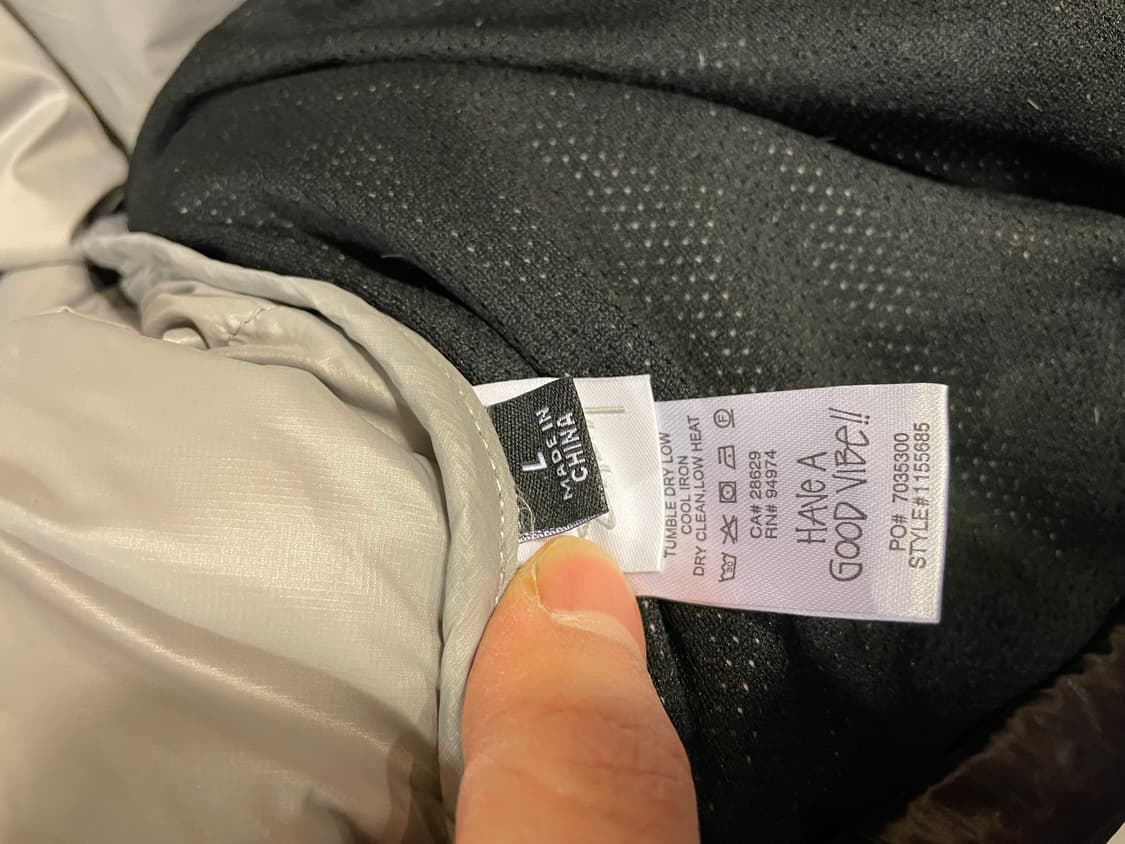 L
MADE IN
CHINA
TUMBLE DRY LOW
COOL IRON
DRY CLEAN,LOW HEAT
30
F
CA# 28629
RN# 94974
HAVE A
GOOD VIBE!!
PO# 7035300
STYLE#1155685